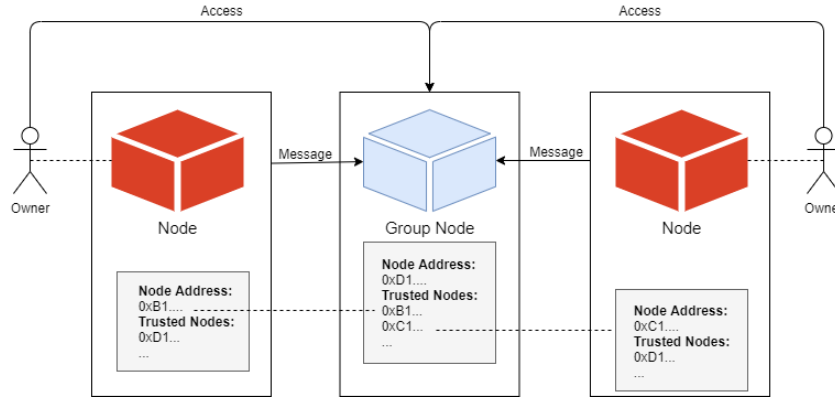 Access
Access
Message
Message
Owner
Node
Group Node
Node
Owner
Node Address:
0xB1....
Trusted Nodes:
0xD1...
...
Node Address:
0xD1....
Trusted Nodes:
0xB1...
0xC1...
...
Node Address:
0xC1....
Trusted Nodes:
0xD1...
...